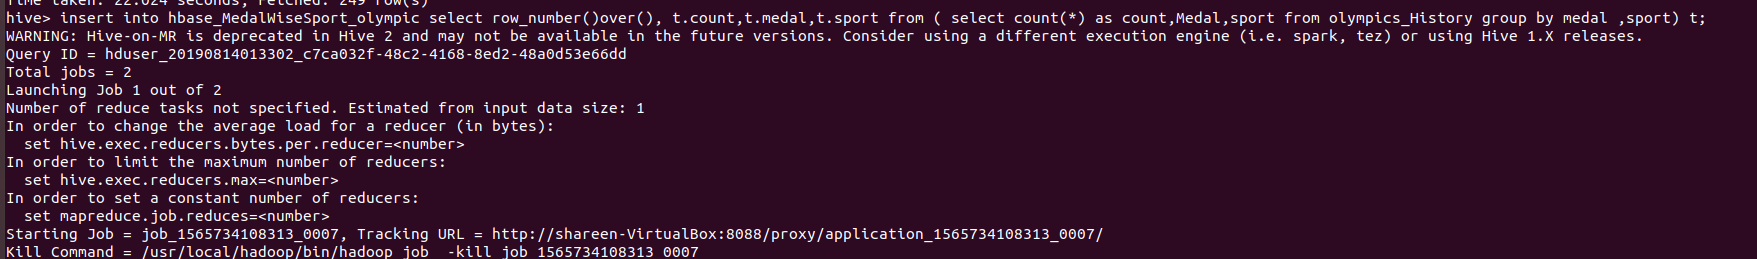 Time taken: 22.024 seconds, Fetched: 249 row(s)
hive> insert into hbase_MedalWiseSport_olympic select row_number()over(), t.count,t.medal,t.sport from ( select count(*) as count,Medal,sport from olympics_History group by medal ,sport) t;
WARNING: Hive-on-MR is deprecated in Hive 2 and may not be available in the future versions. Consider using a different execution engine (i.e. spark, tez) or using Hive 1.X releases.
Query ID = hduser_20190814013302_c7ca032f-48c2-4168-8ed2-48a0d53e66dd
Total jobs = 2
Launching Job 1 out of 2
Number of reduce tasks not specified. Estimated from input data size: 1
In order to change the average load for a reducer (in bytes):
  set hive.exec.reducers.bytes.per.reducer=<number>
In order to limit the maximum number of reducers:
  set hive.exec.reducers.max=<number>
In order to set a constant number of reducers:
  set mapreduce.job.reduces=<number>
Starting Job = job_1565734108313_0007, Tracking URL = http://shareen-VirtualBox:8088/proxy/application_1565734108313_0007/
Kill Command = /usr/local/hadoop/bin/hadoop job  -kill job_1565734108313_0007